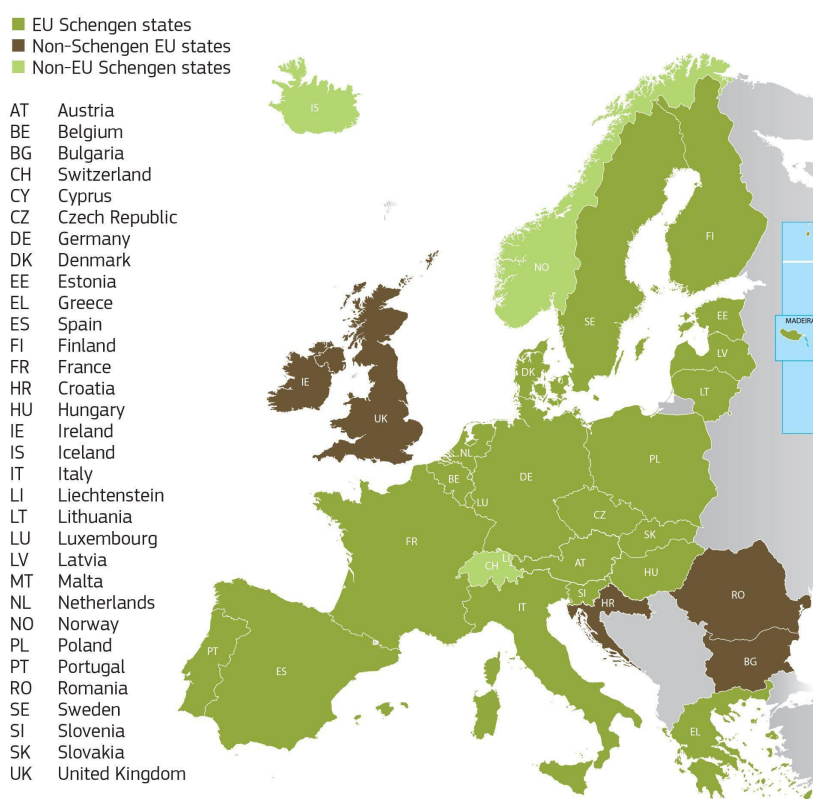 EU Schengen states
Non-Schengen EU states
Non-EU Schengen states
AT Austria
BE Belgium
BG Bulgaria
CH Switzerland
CY Cyprus
CZ Czech Republic
DE Germany
DK Denmark
EE Estonia
EL Greece
ES Spain
FI Finland
FR France
HR Croatia
HU Hungary
IE Ireland
IS Iceland
IT Italy
LI Liechtenstein
LT Lithuania
LU Luxembourg
LV Latvia
MT Malta
NL Netherlands
NO Norway
PL Poland
PT Portugal
RO Romania
SE Sweden
SI Slovenia
SK Slovakia
UK United Kingdom
IS
FI
NO
SE
EE
MADEIRA
LV
DK
LT
IE
UK
NL
PL
BE
DE
LU
CZ
FR
SK
LI
CH
AT
HU
SI
RO
IT
HR
PT
BG
ES
EL